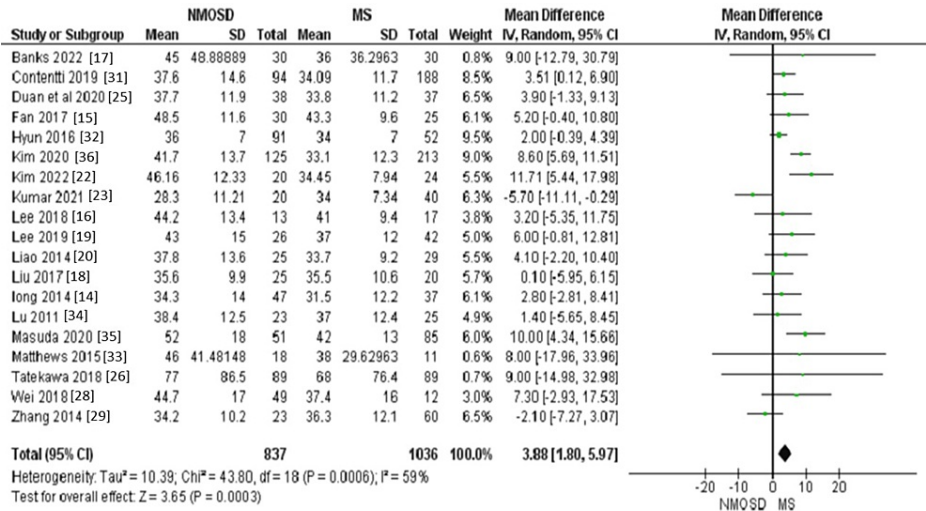 NMOSD MS Mean Difference Mean Difference
Study or Subgroup Mean SD Total Mean SD Total Weight IV, Random, 95% CI IV, Random, 95% CI
Banks 2022 [17] 45 48.88889 30 36 36.2963 30 0.8% 9.00 [-12.79, 30.79]
Contentti 2019 [31] 37.6 14.6 94 34.09 11.7 188 8.5% 3.51 [0.12, 6.90]
Duan et al 2020 [25] 37.7 11.9 38 33.8 11.2 37 6.5% 3.90 [-1.33, 9.13]
Fan 2017 [15] 48.5 11.6 30 43.3 9.6 25 6.1% 5.20 [-0.40, 10.80]
Hyun 2016 [32] 36 7 91 34 7 52 9.6% 2.00 [-0.39, 4.39]
Kim 2020 [36] 41.7 13.7 125 33.1 12.3 213 9.0% 8.60 [5.69, 11.51]
Kim 2022 [22] 46.16 12.33 20 34.45 7.94 24 5.5% 11.71 [5.44, 17.98]
Kumar 2021 [23] 28.3 11.21 20 34 7.34 40 6.3% -5.70 [-11.11, -0.29]
Lee 2018 [16] 44.2 13.4 13 41 9.4 17 3.8% 3.20 [-5.35, 11.75]
Lee 2019 [19] 43 15 26 37 12 42 5.0% 6.00 [-0.81, 12.81]
Liao 2014 [20] 37.8 13.6 25 33.7 9.2 29 5.4% 4.10 [-2.20, 10.40]
Liu 2017 [18] 35.6 9.9 25 35.5 10.6 20 5.7% 0.10 [-5.95, 6.15]
long 2014 [14] 34.3 14 47 31.5 12.2 37 6.1% 2.80 [-2.81, 8.41]
Lu 2011 [34] 38.4 12.5 23 37 12.4 25 4.9% 1.40 [-5.65, 8.45]
Masuda 2020 [35] 52 18 51 42 13 85 6.0% 10.00 [4.34, 15.66]
Matthews 2015 [33] 46 41.48148 18 38 29.62963 11 0.6% 8.00 [-17.96, 33.96]
Tatekawa 2018 [26] 77 86.5 89 68 76.4 89 0.7% 9.00 [-14.98, 32.98]
Wei 2018 [28] 44.7 17 49 37.4 16 12 3.0% 7.30 [-2.93, 17.53]
Zhang 2014 [29] 34.2 10.2 23 36.3 12.1 60 6.5% -2.10 [-7.27, 3.07]
Total (95% CI) 837 1036 100.0% 3.88 [1.80, 5.97]
Heterogeneity: Tau² = 10.39; Chi² = 43.80, df = 18 (P = 0.0006); I² = 59%
Test for overall effect: Z = 3.65 (P = 0.0003)
-20 -10 0 10 20
NMOSD MS